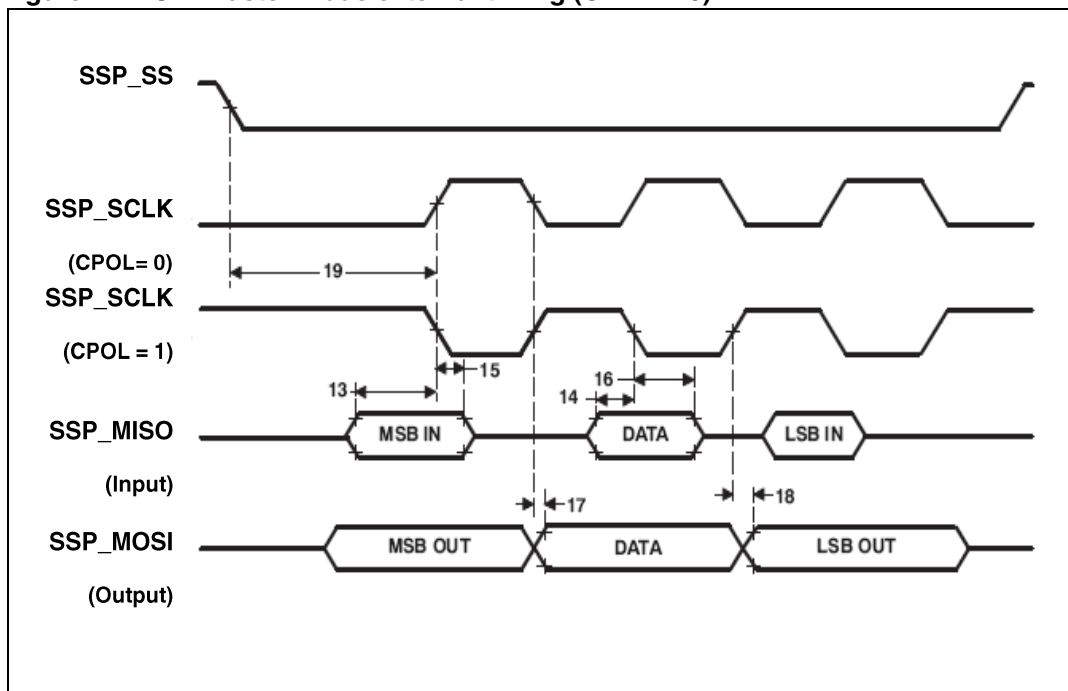 SSP_SS
SSP_SCLK
(CPOL= 0)
19
SSP_SCLK
(CPOL = 1)
15
13
16
14
SSP_MISO
MSB IN
DATA
LSB IN
(Input)
17
18
SSP_MOSI
MSB OUT
DATA
LSB OUT
(Output)